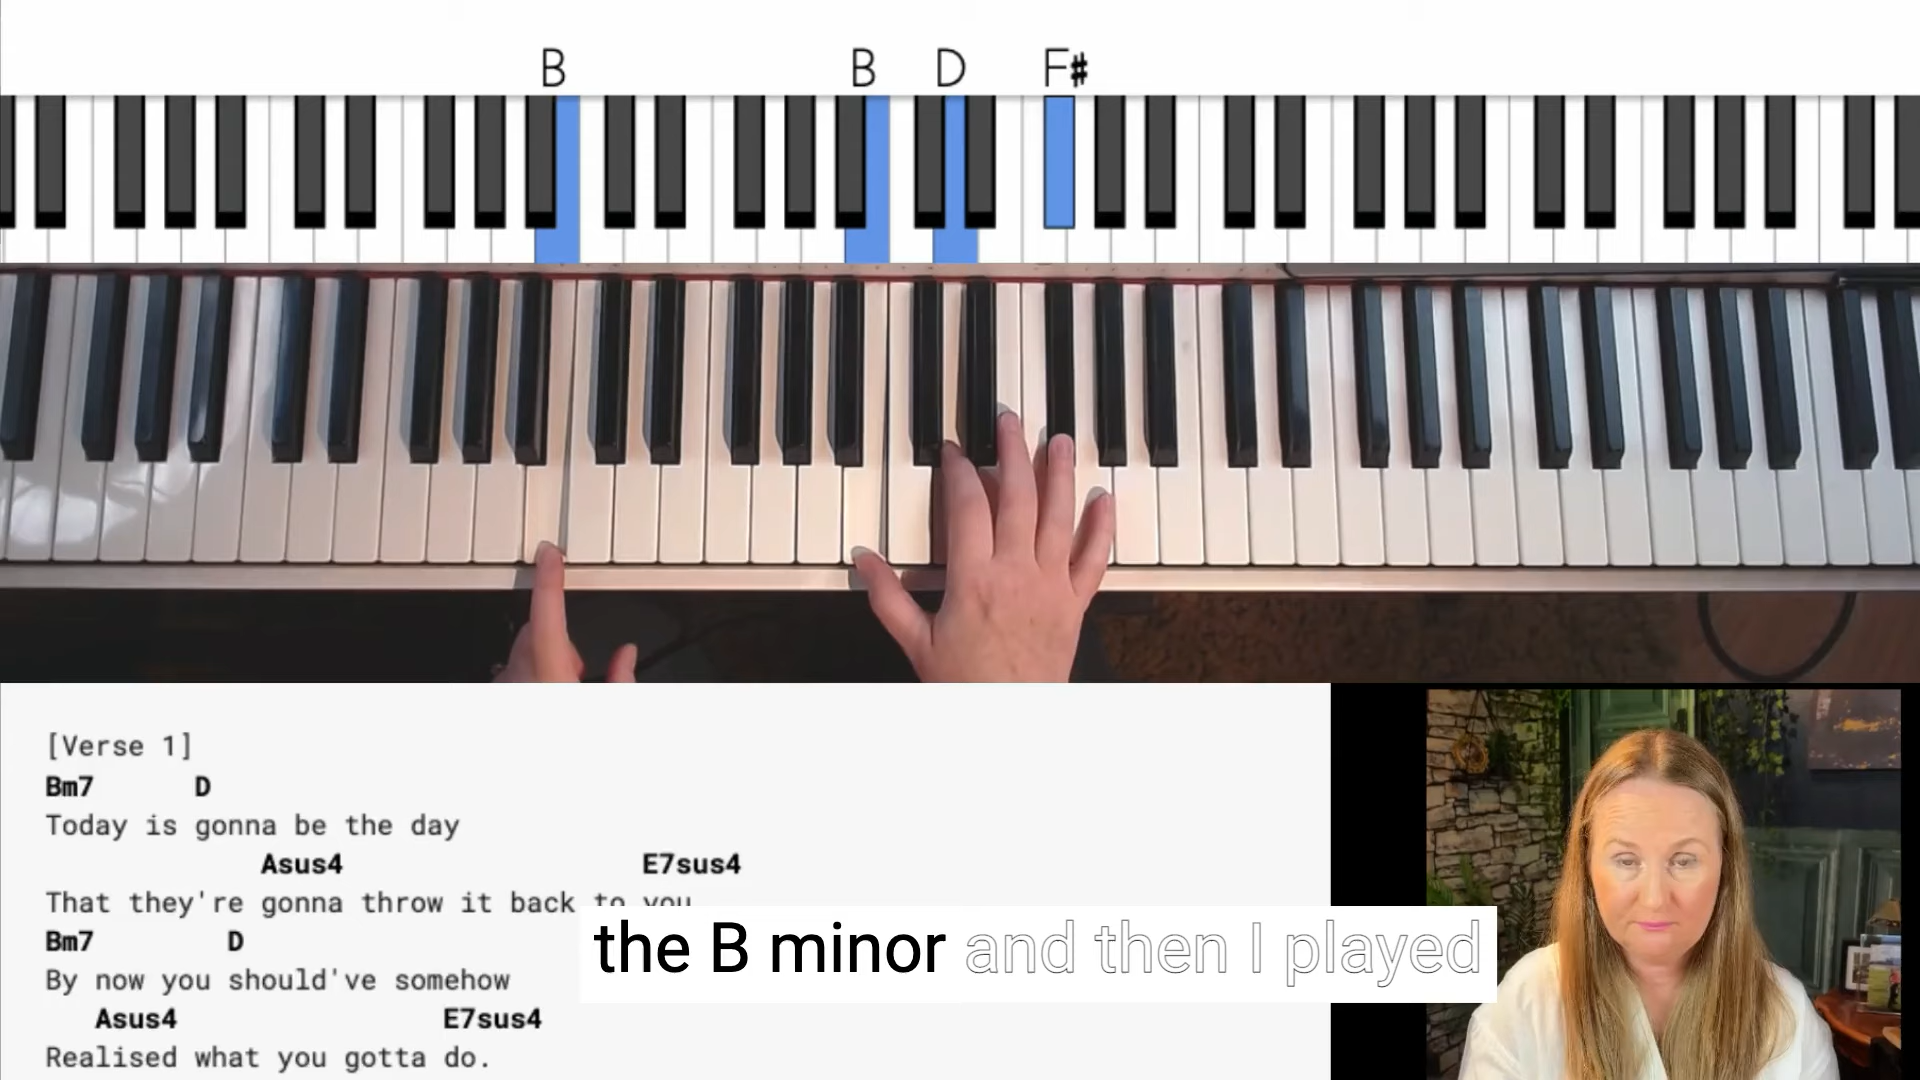 B B D F#
[Verse 1]
Bm7 D
Today is gonna be the day
Asus4 E7sus4
That they're gonna throw it back to you
Bm7 D
By now you should've somehow
the B minor and then I played
Asus4 E7sus4
Realised what you gotta do.